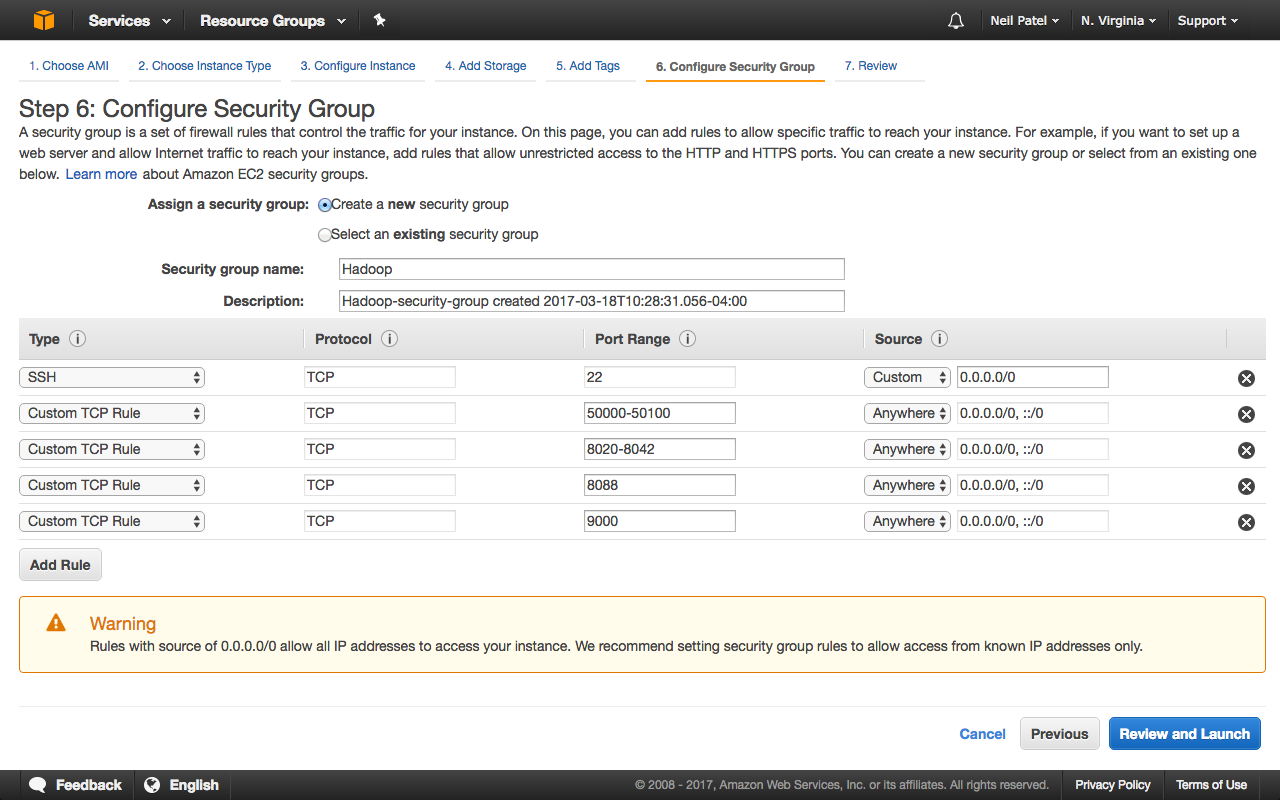 Services Resource Groups Neil Patel N. Virginia Support
1. Choose AMI 2. Choose Instance Type 3. Configure Instance 4. Add Storage 5. Add Tags 6. Configure Security Group 7. Review
Step 6: Configure Security Group
A security group is a set of firewall rules that control the traffic for your instance. On this page, you can add rules to allow specific traffic to reach your instance. For example, if you want to set up a
web server and allow Internet traffic to reach your instance, add rules that allow unrestricted access to the HTTP and HTTPS ports. You can create a new security group or select from an existing one
below. Learn more about Amazon EC2 security groups.
Assign a security group: Create a new security group
Select an existing security group
Security group name: Hadoop
Description: Hadoop-security-group created 2017-03-18T10:28:31.056-04:00
Type i Protocol i Port Range i Source i
SSH TCP 22 Custom 0.0.0.0/0
Custom TCP Rule TCP 50000-50100 Anywhere 0.0.0.0/0, ::/0
Custom TCP Rule TCP 8020-8042 Anywhere 0.0.0.0/0, ::/0
Custom TCP Rule TCP 8088 Anywhere 0.0.0.0/0, ::/0
Custom TCP Rule TCP 9000 Anywhere 0.0.0.0/0, ::/0
Add Rule
Warning
Rules with source of 0.0.0.0/0 allow all IP addresses to access your instance. We recommend setting security group rules to allow access from known IP addresses only.
Cancel Previous Review and Launch
Feedback English © 2008 - 2017, Amazon Web Services, Inc. or its affiliates. All rights reserved. Privacy Policy Terms of Use